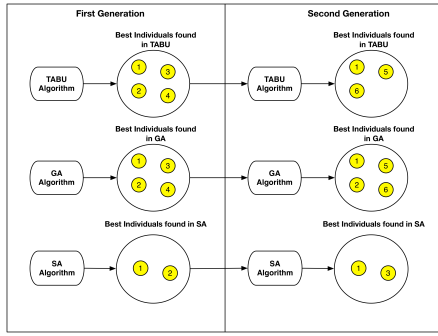 First Generation
Second Generation
Best Individuals found
in TABU
Best Individuals found
in TABU
TABU
Algorithm
1
3
2
4
TABU
Algorithm
1
5
6
Best Individuals found
in GA
Best Individuals found
in GA
GA
Algorithm
1
3
2
4
GA
Algorithm
1
5
2
6
Best Individuals found in SA
Best Individuals found in SA
SA
Algorithm
1
2
SA
Algorithm
1
3